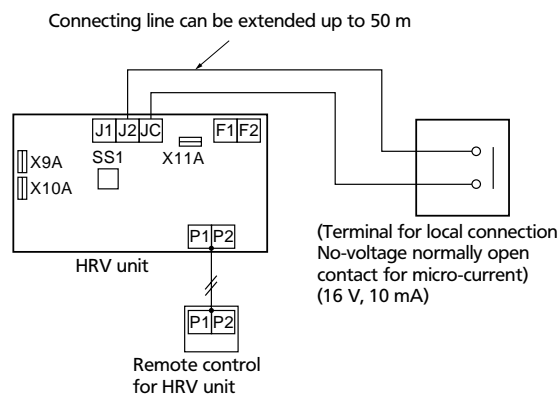 Connecting line can be extended up to 50 m
J1 J2 JC
F1 F2
X9A
SS1
X11A
X10A
P1 P2
HRV unit
(Terminal for local connection
No-voltage normally open
contact for micro-current)
(16 V, 10 mA)
P1 P2
Remote control
for HRV unit